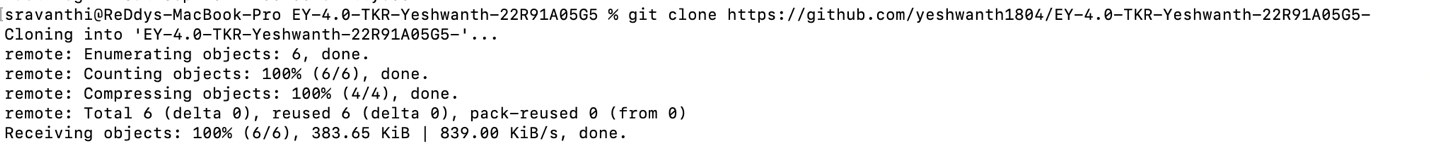 sravanthi@ReDdys-MacBook-Pro EY-4.0-TKR-Yeshwanth-22R91A05G5 % git clone https://github.com/yeshwanth1804/EY-4.0-TKR-Yeshwanth-22R91A05G5-
Cloning into 'EY-4.0-TKR-Yeshwanth-22R91A05G5-'...
remote: Enumerating objects: 6, done.
remote: Counting objects: 100% (6/6), done.
remote: Compressing objects: 100% (4/4), done.
remote: Total 6 (delta 0), reused 6 (delta 0), pack-reused 0 (from 0)
Receiving objects: 100% (6/6), 383.65 KiB | 839.00 KiB/s, done.